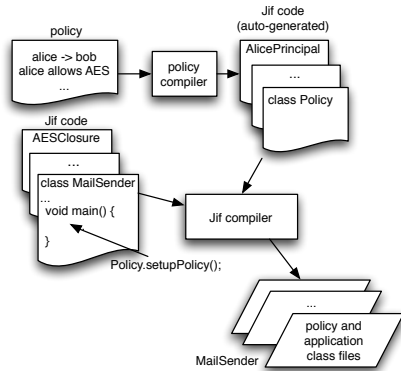 policy
alice -> bob
alice allows AES
...
policy
compiler
Jif code
(auto-generated)
AlicePrincipal
...
class Policy
Jif code
AESClosure
...
class MailSender
...
void main() {
}
Policy.setupPolicy();
Jif compiler
...
policy and
application
class files
MailSender